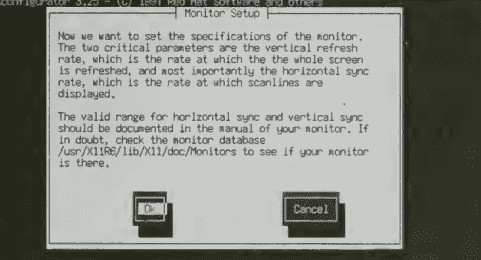 Xconfigurator 3.25 - (C) 1997 Red Hat Software and others
Monitor Setup
Now we want to set the specifications of the monitor.
The two critical parameters are the vertical refresh
rate, which is the rate at which the the whole screen
is refreshed, and most importantly the horizontal sync
rate, which is the rate at which scanlines are
displayed.
The valid range for horizontal sync and vertical sync
should be documented in the manual of your monitor. If
in doubt, check the monitor database
/usr/X11R6/lib/X11/doc/Monitors to see if your monitor
is there.
Ok
Cancel